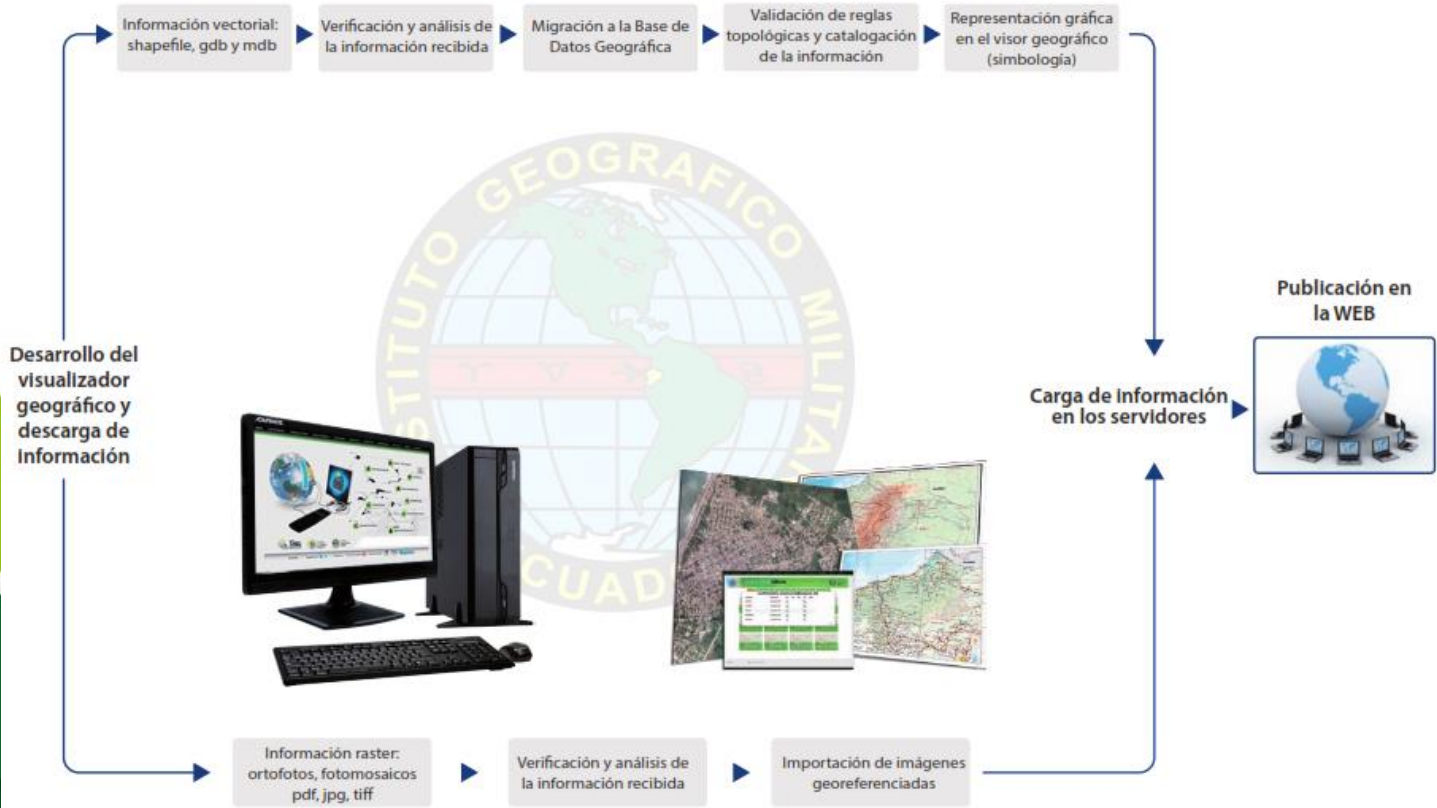 Información vectorial:
shapefile, gdb y mdb
Verificación y análisis de
la información recibida
Migración a la Base de
Datos Geográfica
Validación de reglas
topológicas y catalogación
de la información
Representación gráfica
en el visor geográfico
(simbología)
INSTITUTO GEOGRAFICO MILITAR
ECUADOR
Desarrollo del
visualizador
geográfico y
descarga de
información
Carga de información
en los servidores
Publicación en
la WEB
Información raster:
ortofotos, fotomosaicos
pdf, jpg, tiff
Verificación y análisis de
la información recibida
Importación de imágenes
georeferenciadas